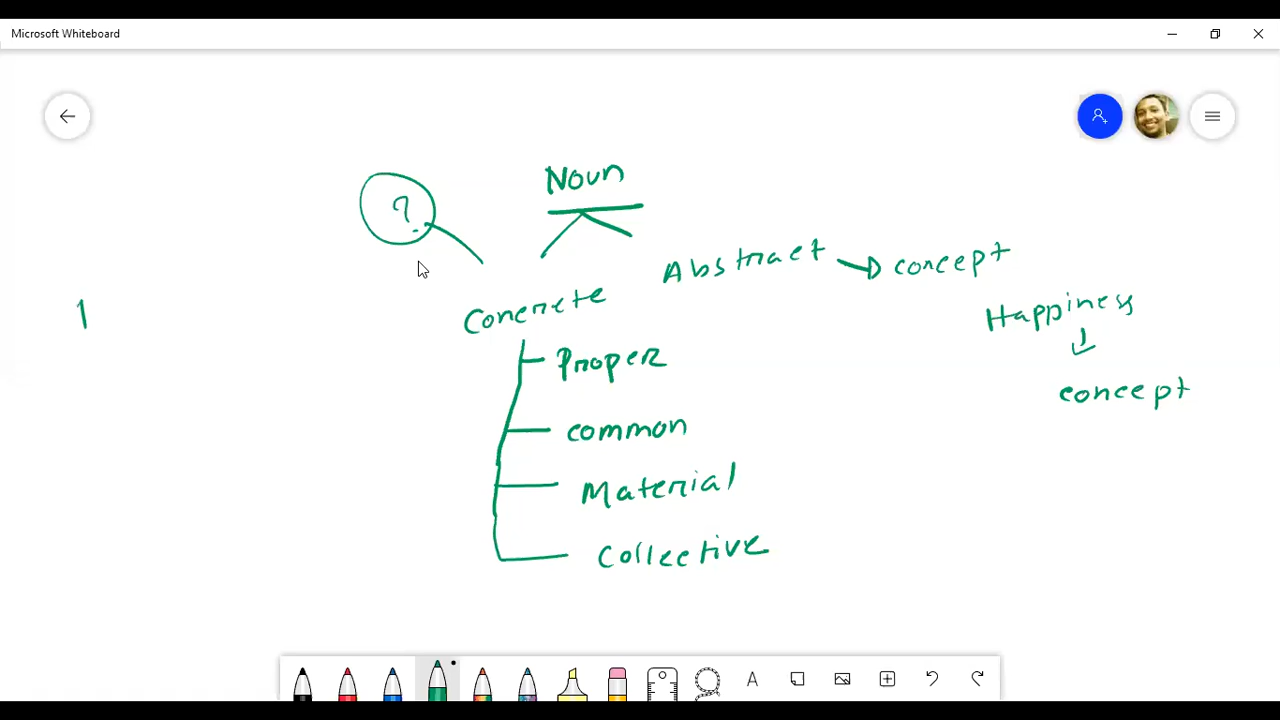 Microsoft Whiteboard
Noun
?
Abstract → concept
Concrete
Happiness
1
Proper
concept
common
Material
Collective
A